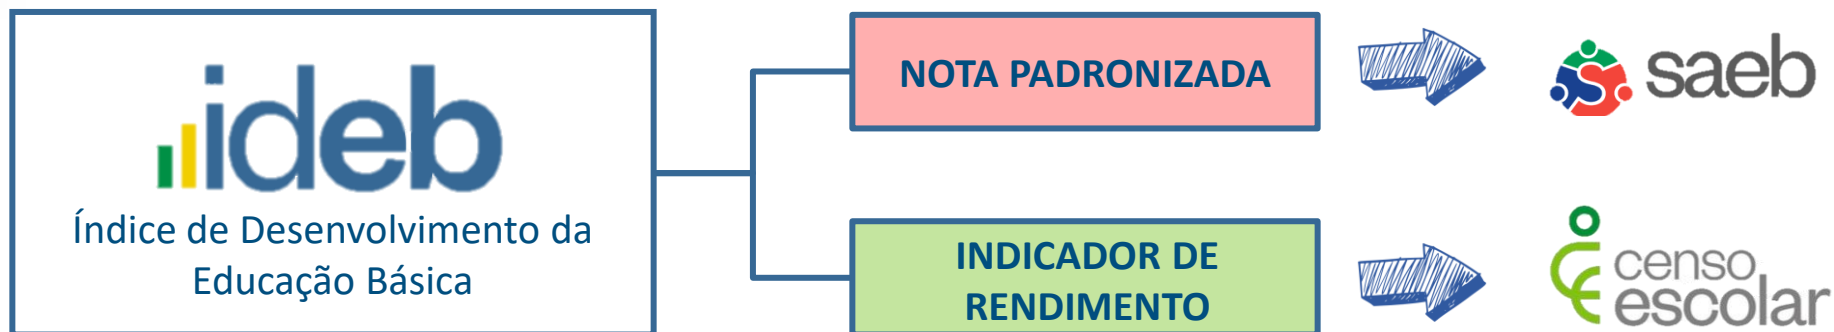 ideb
Índice de Desenvolvimento da
Educação Básica
NOTA PADRONIZADA
saeb
INDICADOR DE
RENDIMENTO
censo
escolar